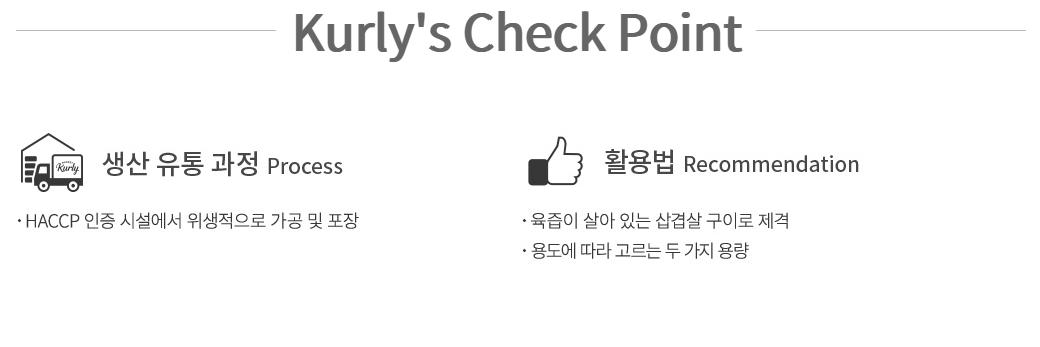 Kurly's Check Point
Kurly
생산 유통 과정 Process
· HACCP 인증 시설에서 위생적으로 가공 및 포장
활용법 Recommendation
· 육즙이 살아 있는 삽겹살 구이로 제격
· 용도에 따라 고르는 두 가지 용량